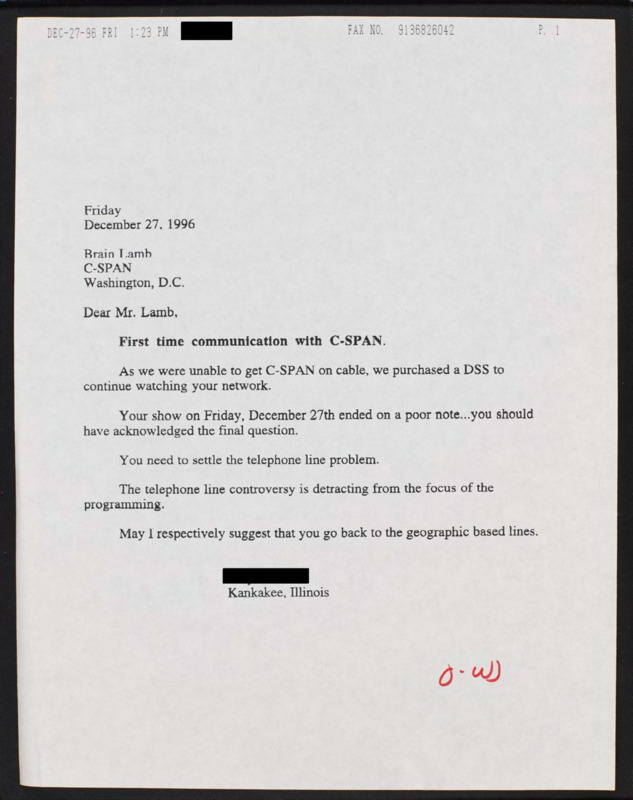 DEC-27-96 FRI 1:23 PM FAX NO. 9136826042 P. 1
Friday
December 27, 1996
Brain Lamb
C-SPAN
Washington, D.C.
Dear Mr. Lamb,
First time communication with C-SPAN.
As we were unable to get C-SPAN on cable, we purchased a DSS to
continue watching your network.
Your show on Friday, December 27th ended on a poor note...you should
have acknowledged the final question.
You need to settle the telephone line problem.
The telephone line controversy is detracting from the focus of the
programming.
May I respectively suggest that you go back to the geographic based lines.
Kankakee, Illinois